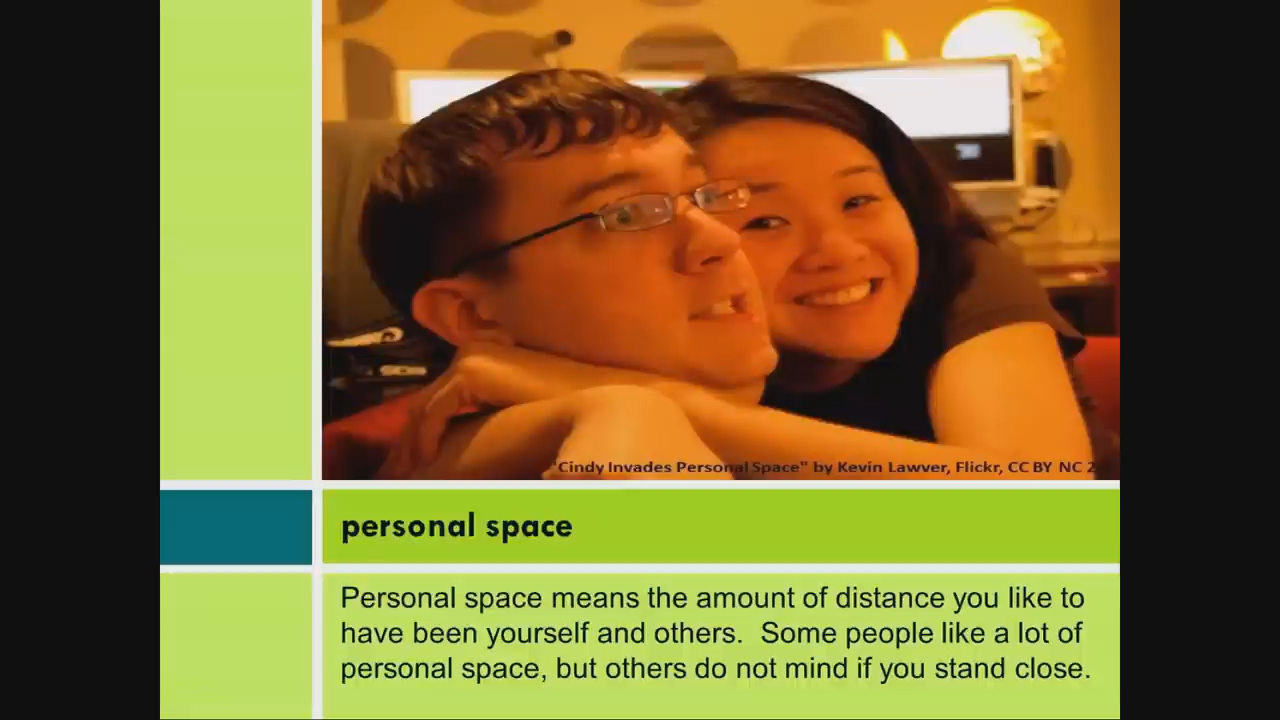 "Cindy Invades Personal Space" by Kevin Lawver, Flickr, CC BY NC 2
personal space
Personal space means the amount of distance you like to
have been yourself and others.  Some people like a lot of
personal space, but others do not mind if you stand close.